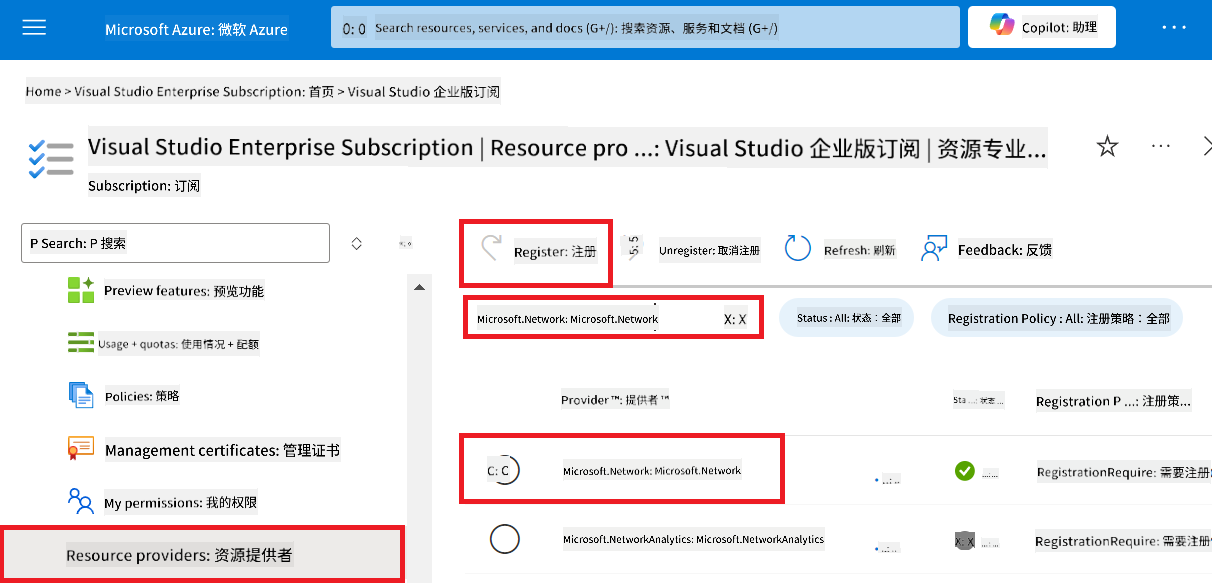 Microsoft Azure: 微软 Azure
0: 0 Search resources, services, and docs (G+/): 搜索资源、服务和文档 (G+/)
Copilot: 助理
Home > Visual Studio Enterprise Subscription: 首页 > Visual Studio 企业版订阅
Visual Studio Enterprise Subscription | Resource pro ...: Visual Studio 企业版订阅 | 资源专业...
Subscription: 订阅
P Search: P 搜索
Register: 注册
5: 5
Unregister: 取消注册
Refresh: 刷新
Feedback: 反馈
Preview features: 预览功能
Usage + quotas: 使用情况 + 配额
Policies: 策略
Management certificates: 管理证书
My permissions: 我的权限
Resource providers: 资源提供者
Microsoft.Network: Microsoft.Network X: X
Status : All: 状态：全部
Registration Policy : All: 注册策略：全部
Provider ™: 提供者 ™
Sta ...: 状态 ...
Registration P ...: 注册策...
C: C Microsoft.Network: Microsoft.Network
RegistrationRequire: 需要注册
Microsoft.NetworkAnalytics: Microsoft.NetworkAnalytics
X: X
RegistrationRequire: 需要注册